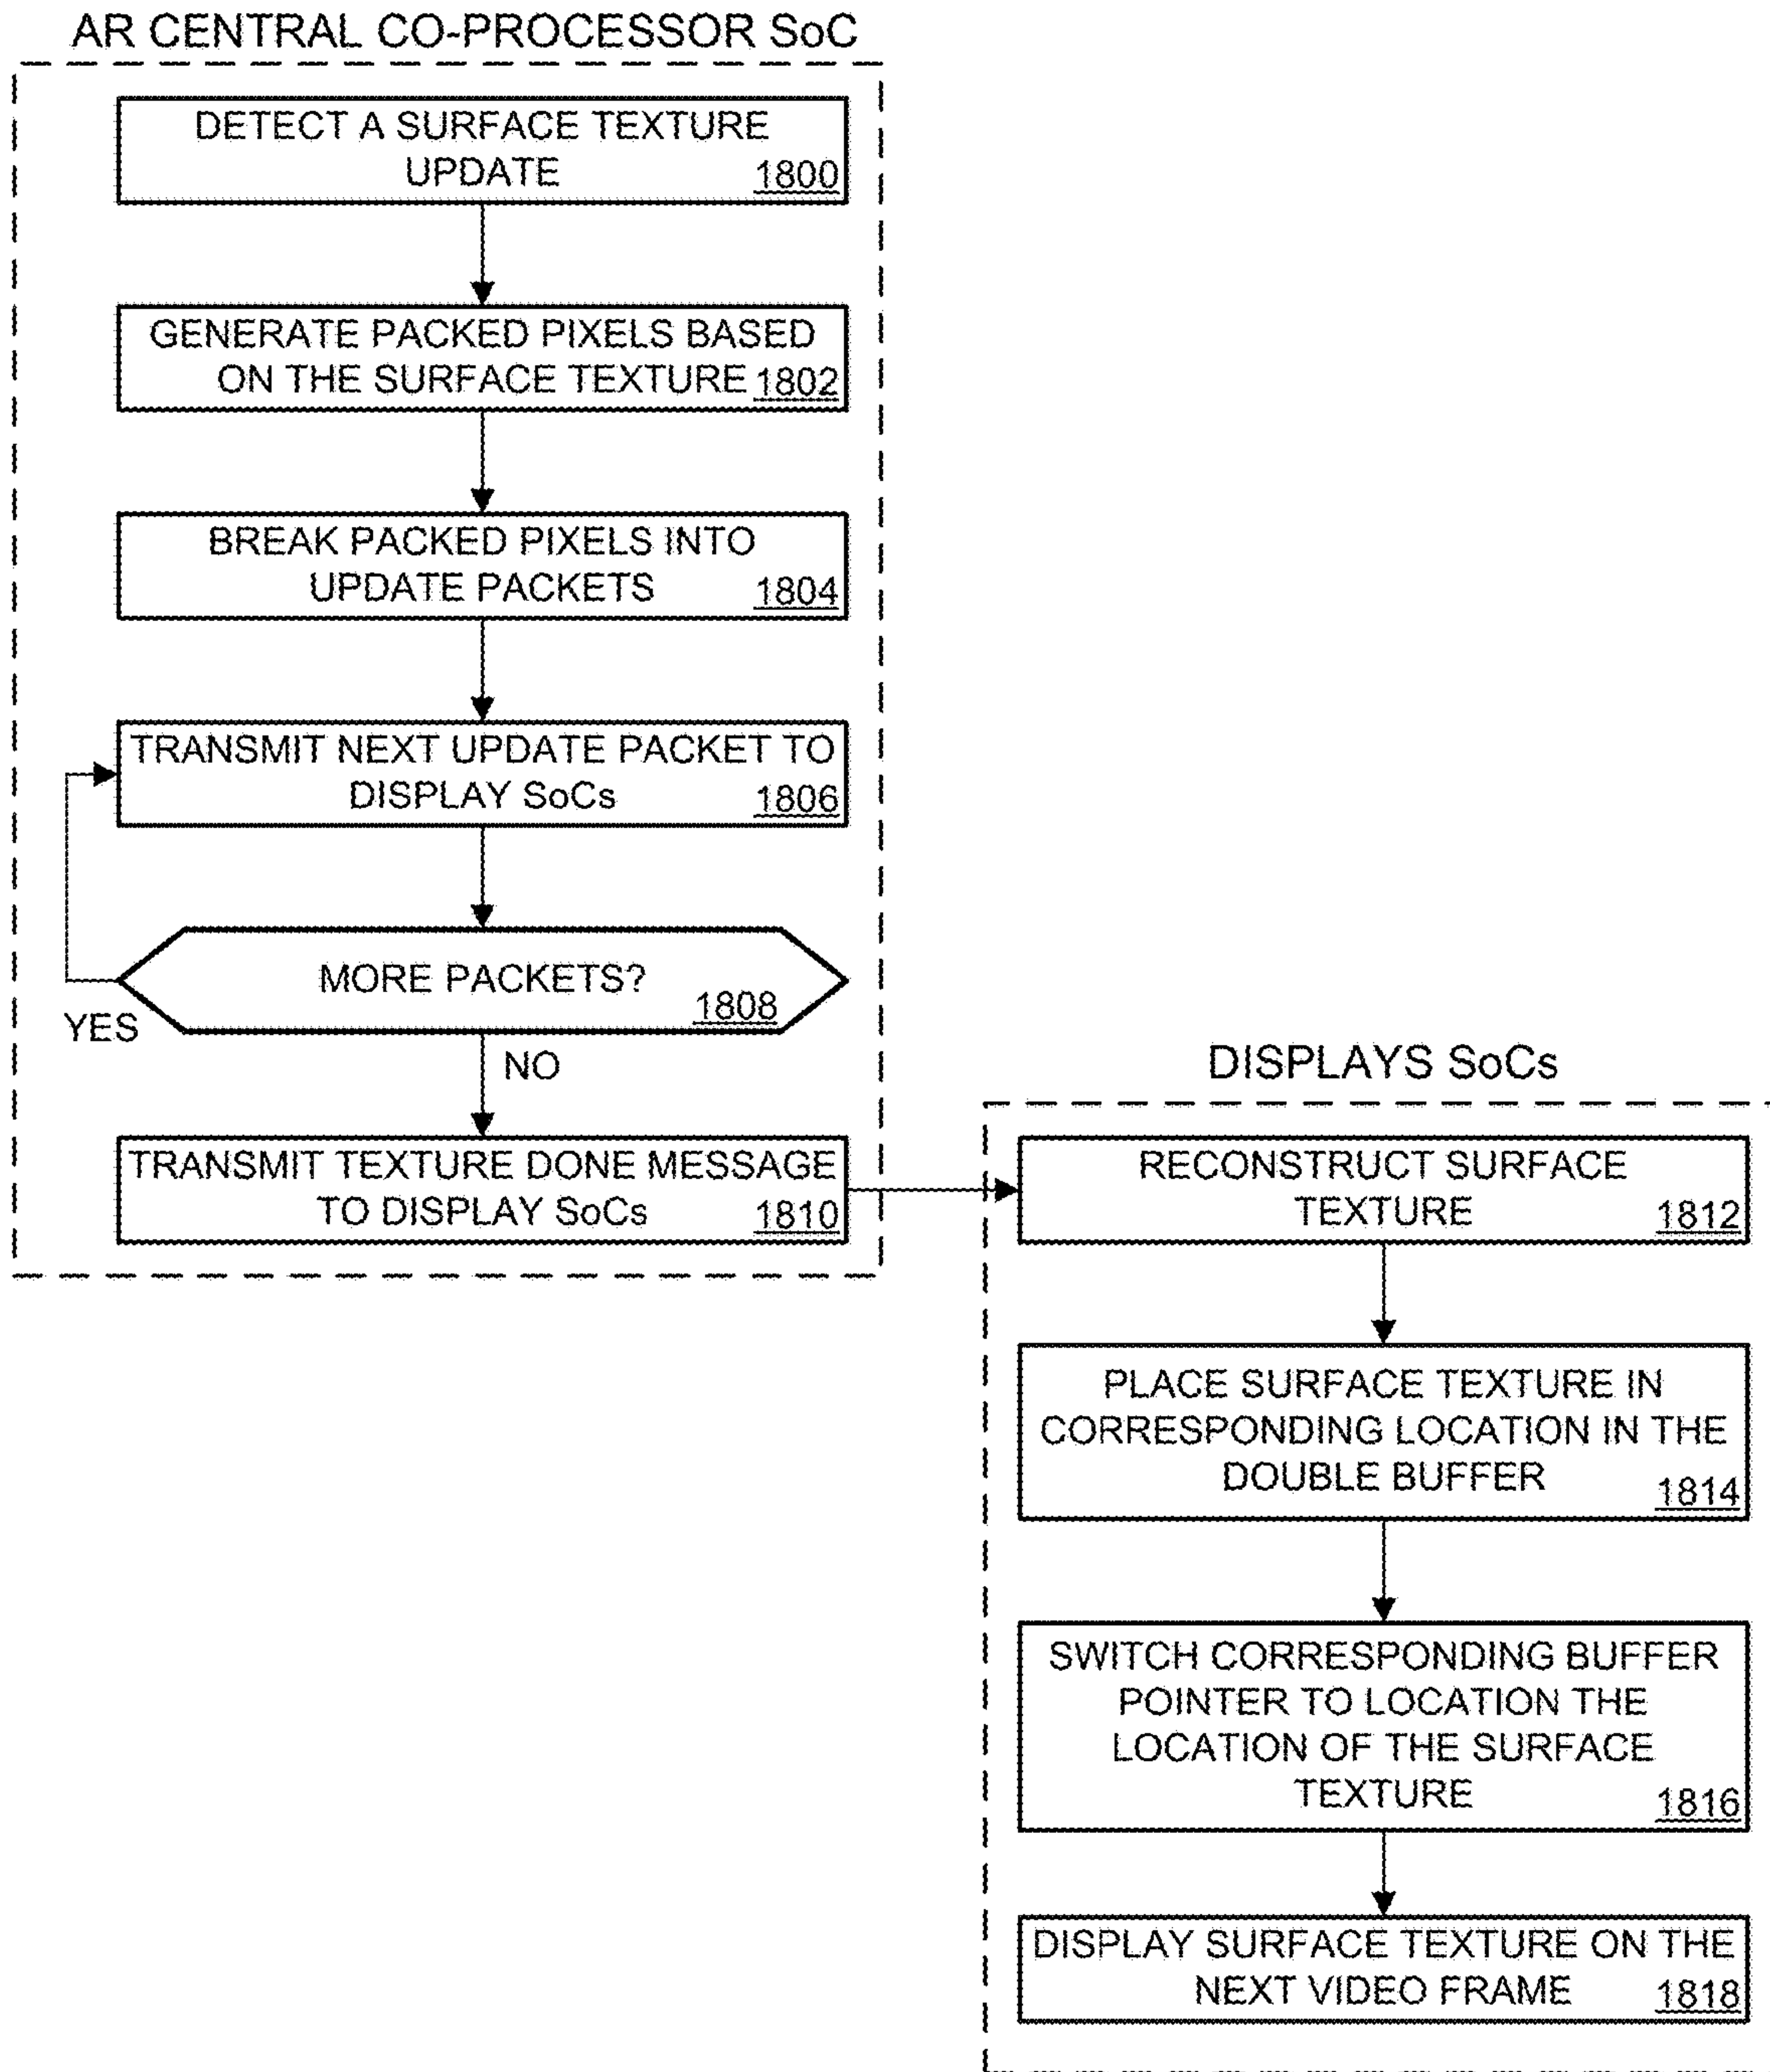 AR CENTRAL CO-PROCESSOR SoC
DETECT A SURFACE TEXTURE
UPDATE 1800
GENERATE PACKED PIXELS BASED
ON THE SURFACE TEXTURE 1802
BREAK PACKED PIXELS INTO
UPDATE PACKETS 1804
TRANSMIT NEXT UPDATE PACKET TO
DISPLAY SoCs 1806
MORE PACKETS? 1808
YES
NO
TRANSMIT TEXTURE DONE MESSAGE
TO DISPLAY SoCs 1810
DISPLAYS SoCs
RECONSTRUCT SURFACE
TEXTURE 1812
PLACE SURFACE TEXTURE IN
CORRESPONDING LOCATION IN THE
DOUBLE BUFFER 1814
SWITCH CORRESPONDING BUFFER
POINTER TO LOCATION THE
LOCATION OF THE SURFACE
TEXTURE 1816
DISPLAY SURFACE TEXTURE ON THE
NEXT VIDEO FRAME 1818